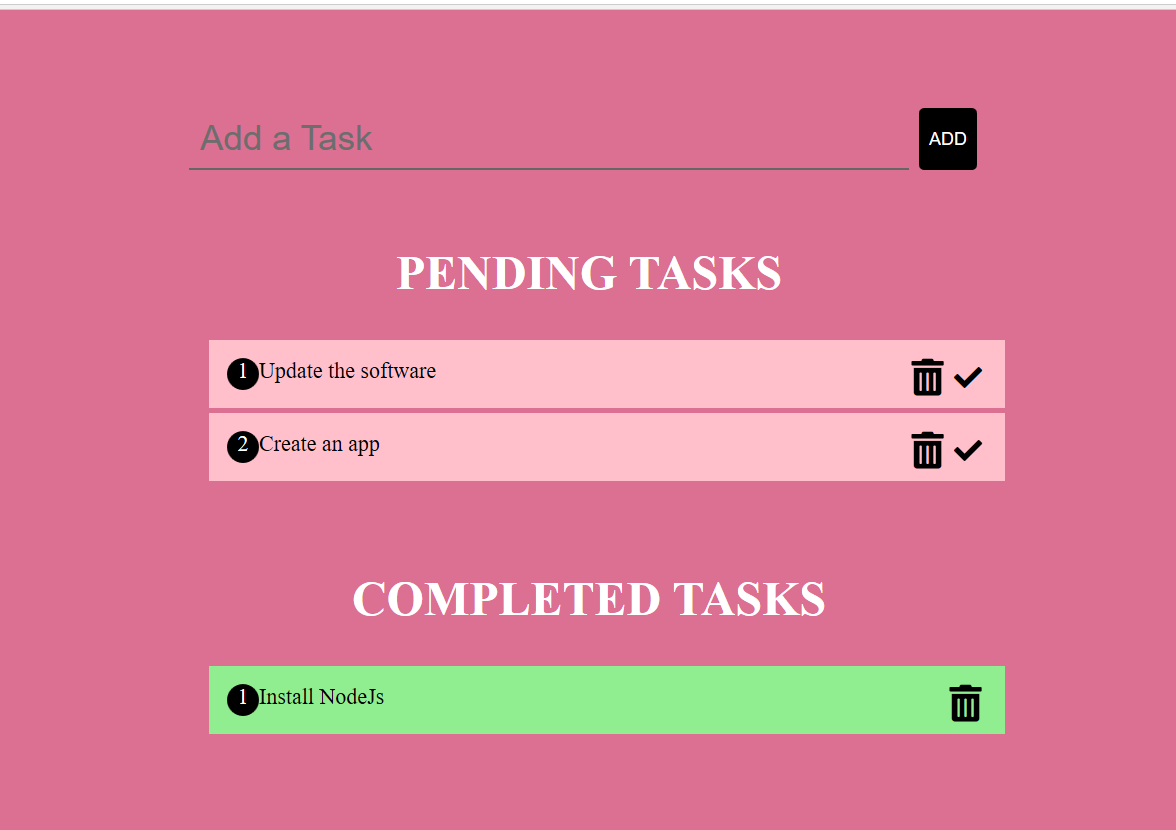 Add a Task
ADD
PENDING TASKS
1 Update the software
2 Create an app
COMPLETED TASKS
1 Install NodeJs